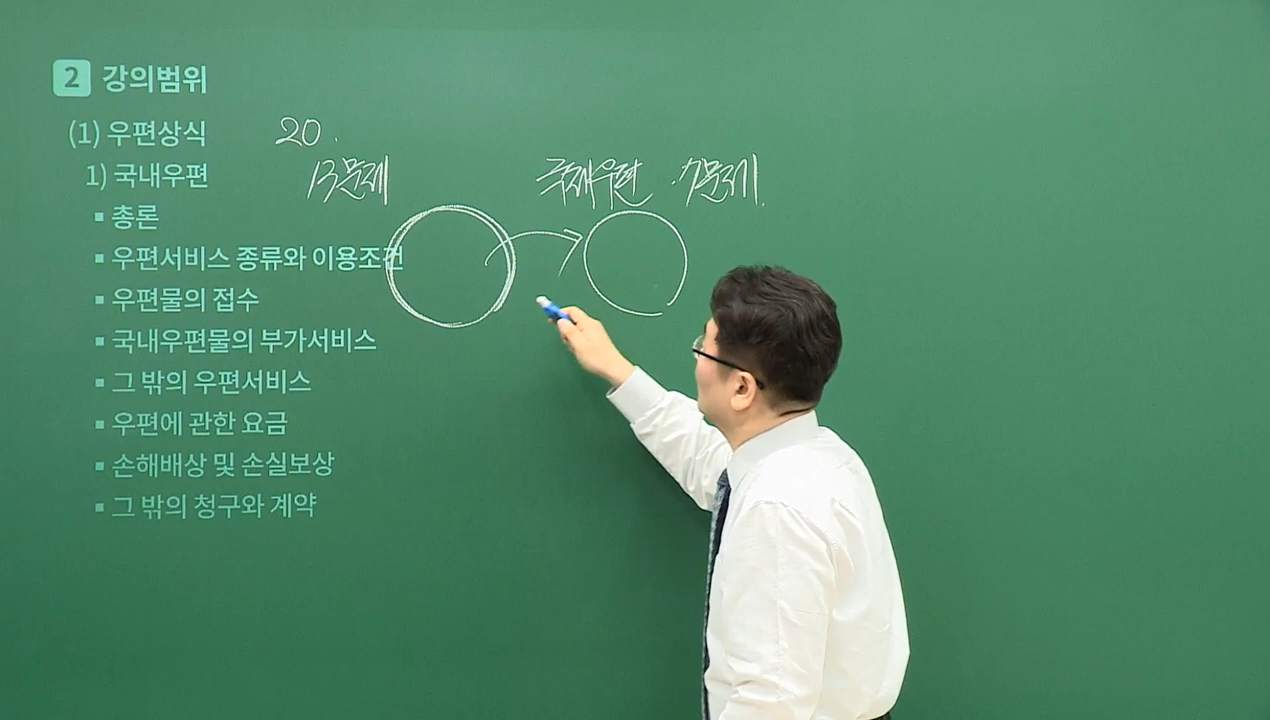 2 강의범위
(1) 우편상식 20.
1) 국내우편 13문제 국제우편 7문제.
▪ 총론
▪ 우편서비스 종류와 이용조건
▪ 우편물의 접수
▪ 국내우편물의 부가서비스
▪ 그 밖의 우편서비스
▪ 우편에 관한 요금
▪ 손해배상 및 손실보상
▪ 그 밖의 청구와 계약